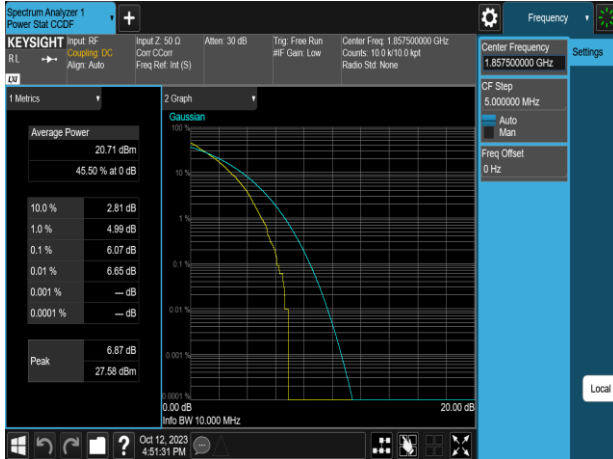 Spectrum Analyzer 1
Power Stat CCDF
+
Frequency
KEYSIGHT
RL
LXI
Input: RF
Coupling: DC
Align: Auto
Input Z: 50 Ω
Corr CCorr
Freq Ref: Int (S)
Atten: 30 dB
Trig: Free Run
#IF Gain: Low
Center Freq: 1.857500000 GHz
Counts: 10.0 k/10.0 kpt
Radio Std: None
Center Frequency
1.857500000 GHz
Settings
CF Step
5.000000 MHz
Auto
Man
Freq Offset
0 Hz
Local
1 Metrics
Average Power
20.71 dBm
45.50 % at 0 dB
10.0 % 2.81 dB
1.0 % 4.99 dB
0.1 % 6.07 dB
0.01 % 6.65 dB
0.001 % --- dB
0.0001 % --- dB
Peak
6.87 dB
27.58 dBm
2 Graph
Gaussian
100 %
10 %
1 %
0.1 %
0.01 %
0.001 %
0.0001 %
0.00 dB 20.00 dB
Info BW 10.000 MHz
?
Oct 12, 2023
4:51:31 PM